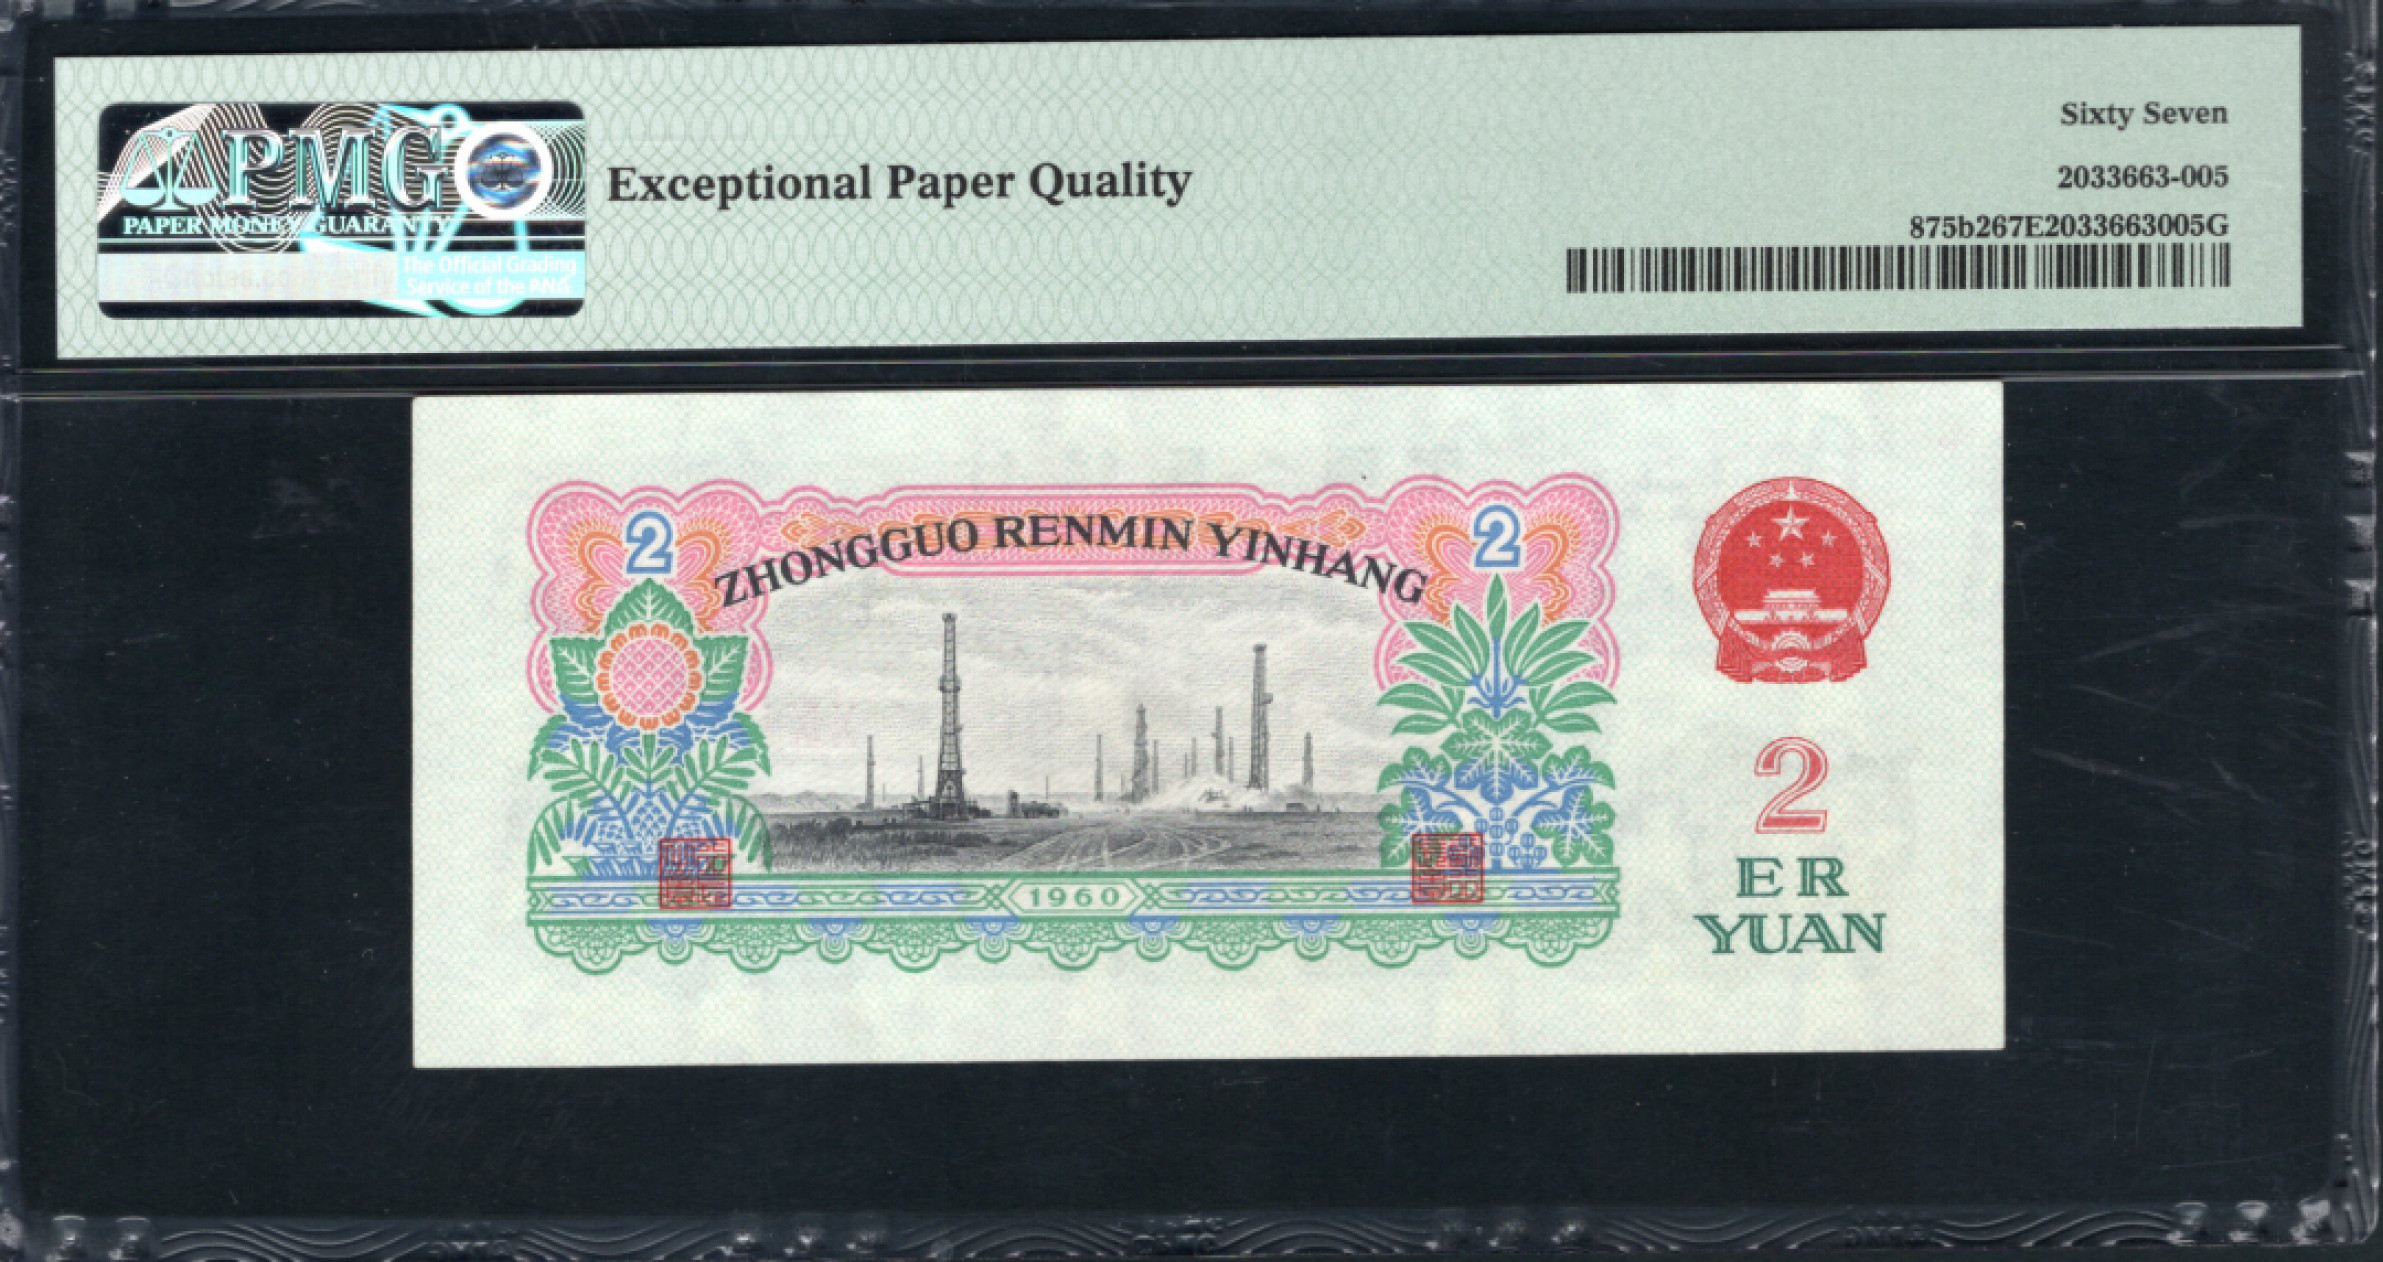 PMG
PAPER MONEY GUARANTY
The Official Grading
Service of the ANA
Exceptional Paper Quality
Sixty Seven
2033663-005
875b267E2033663005G
2
2
ZHONGGUO RENMIN YINHANG
1960
2
ER
YUAN